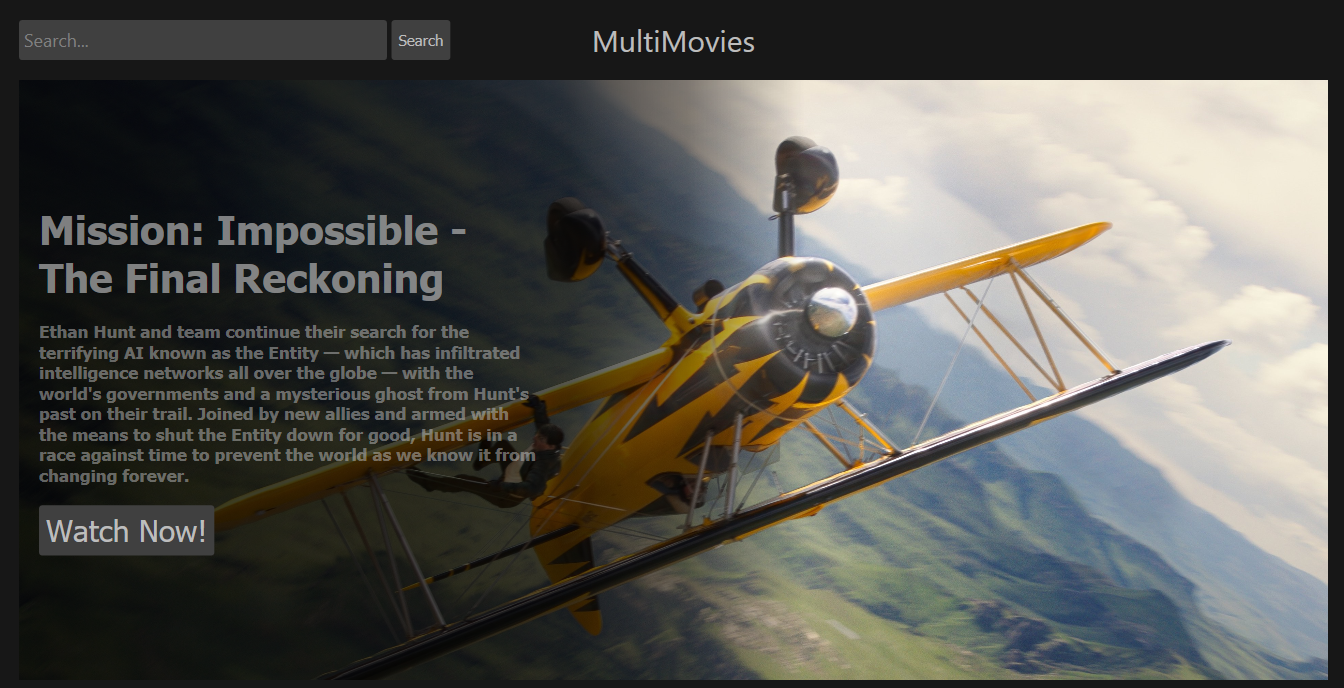 Search...
Search
MultiMovies
Mission: Impossible -
The Final Reckoning
Ethan Hunt and team continue their search for the
terrifying AI known as the Entity — which has infiltrated
intelligence networks all over the globe — with the
world's governments and a mysterious ghost from Hunt's
past on their trail. Joined by new allies and armed with
the means to shut the Entity down for good, Hunt is in a
race against time to prevent the world as we know it from
changing forever.
Watch Now!